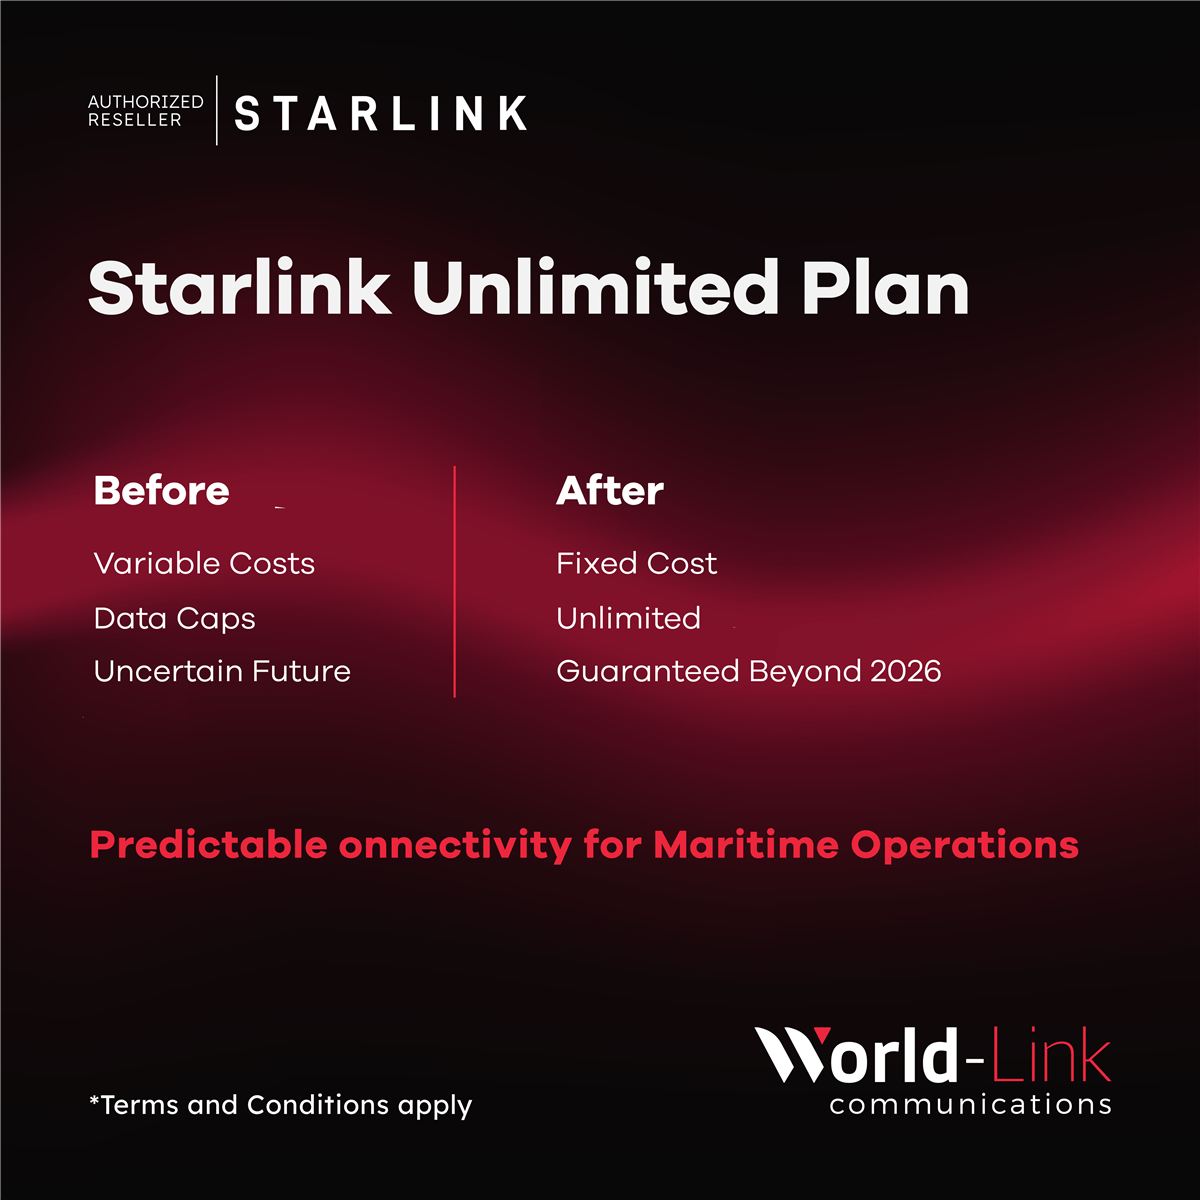 AUTHORIZED
RESELLER
STARLINK
Starlink Unlimited Plan
Before
Variable Costs
Data Caps
Uncertain Future
After
Fixed Cost
Unlimited
Guaranteed Beyond 2026
Predictable onnectivity for Maritime Operations
*Terms and Conditions apply
World-Link
communications